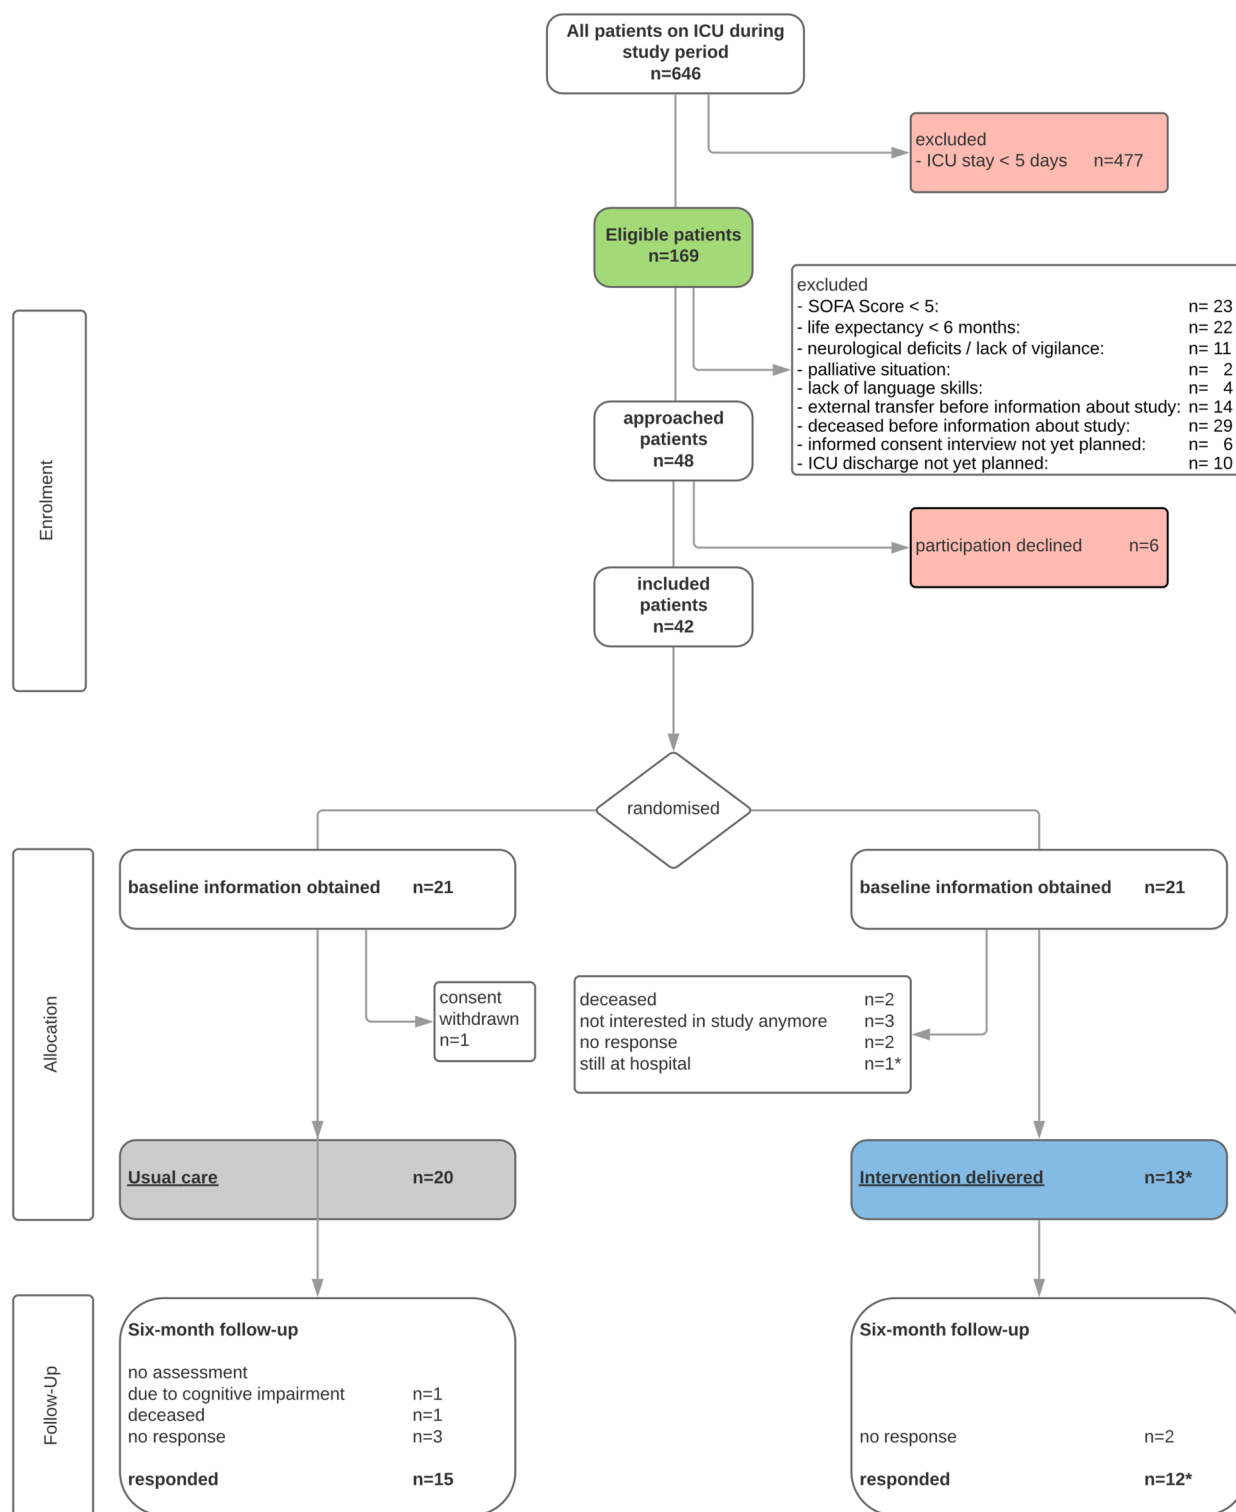 All patients on ICU during
study period
n=646
excluded
- ICU stay < 5 days n=477
Eligible patients
n=169
excluded
- SOFA Score < 5: n= 23
- life expectancy < 6 months: n= 22
- neurological deficits / lack of vigilance: n= 11
- palliative situation: n= 2
- lack of language skills: n= 4
- external transfer before information about study: n= 14
- deceased before information about study: n= 29
- informed consent interview not yet planned: n= 6
- ICU discharge not yet planned: n= 10
Enrolment
approached
patients
n=48
participation declined n=6
included
patients
n=42
randomised
Allocation
baseline information obtained n=21
baseline information obtained n=21
consent
withdrawn
n=1
deceased n=2
not interested in study anymore n=3
no response n=2
still at hospital n=1*
Usual care n=20
Intervention delivered n=13*
Follow-Up
Six-month follow-up
no assessment
due to cognitive impairment n=1
deceased n=1
no response n=3
responded n=15
Six-month follow-up
no response n=2
responded n=12*